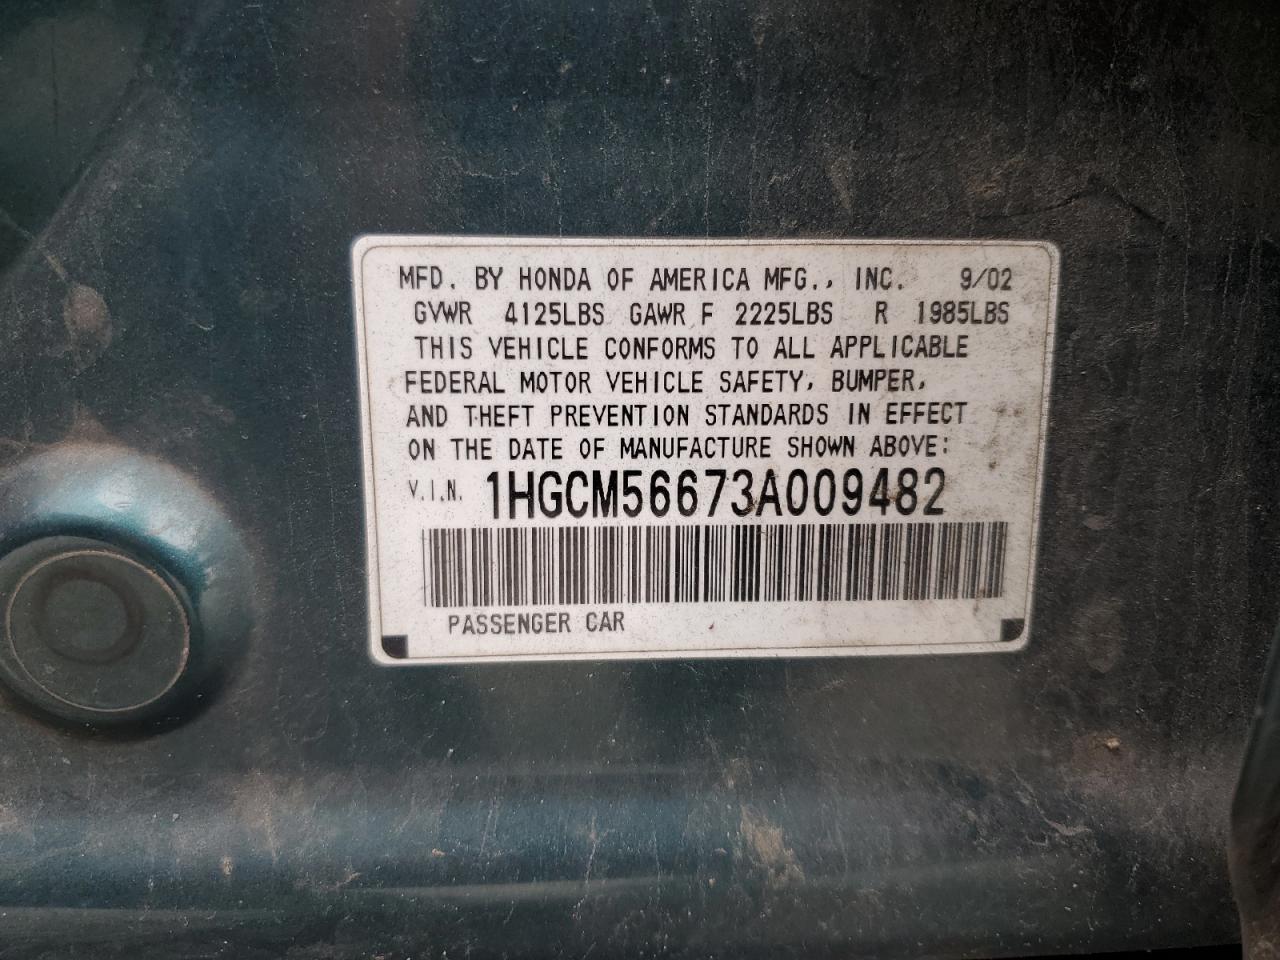 MFD. BY HONDA OF AMERICA MFG., INC. 9/02
GVWR 4125LBS GAWR F 2225LBS R 1985LBS
THIS VEHICLE CONFORMS TO ALL APPLICABLE
FEDERAL MOTOR VEHICLE SAFETY, BUMPER,
AND THEFT PREVENTION STANDARDS IN EFFECT
ON THE DATE OF MANUFACTURE SHOWN ABOVE:
V.I.N. 1HGCM56673A009482
PASSENGER CAR